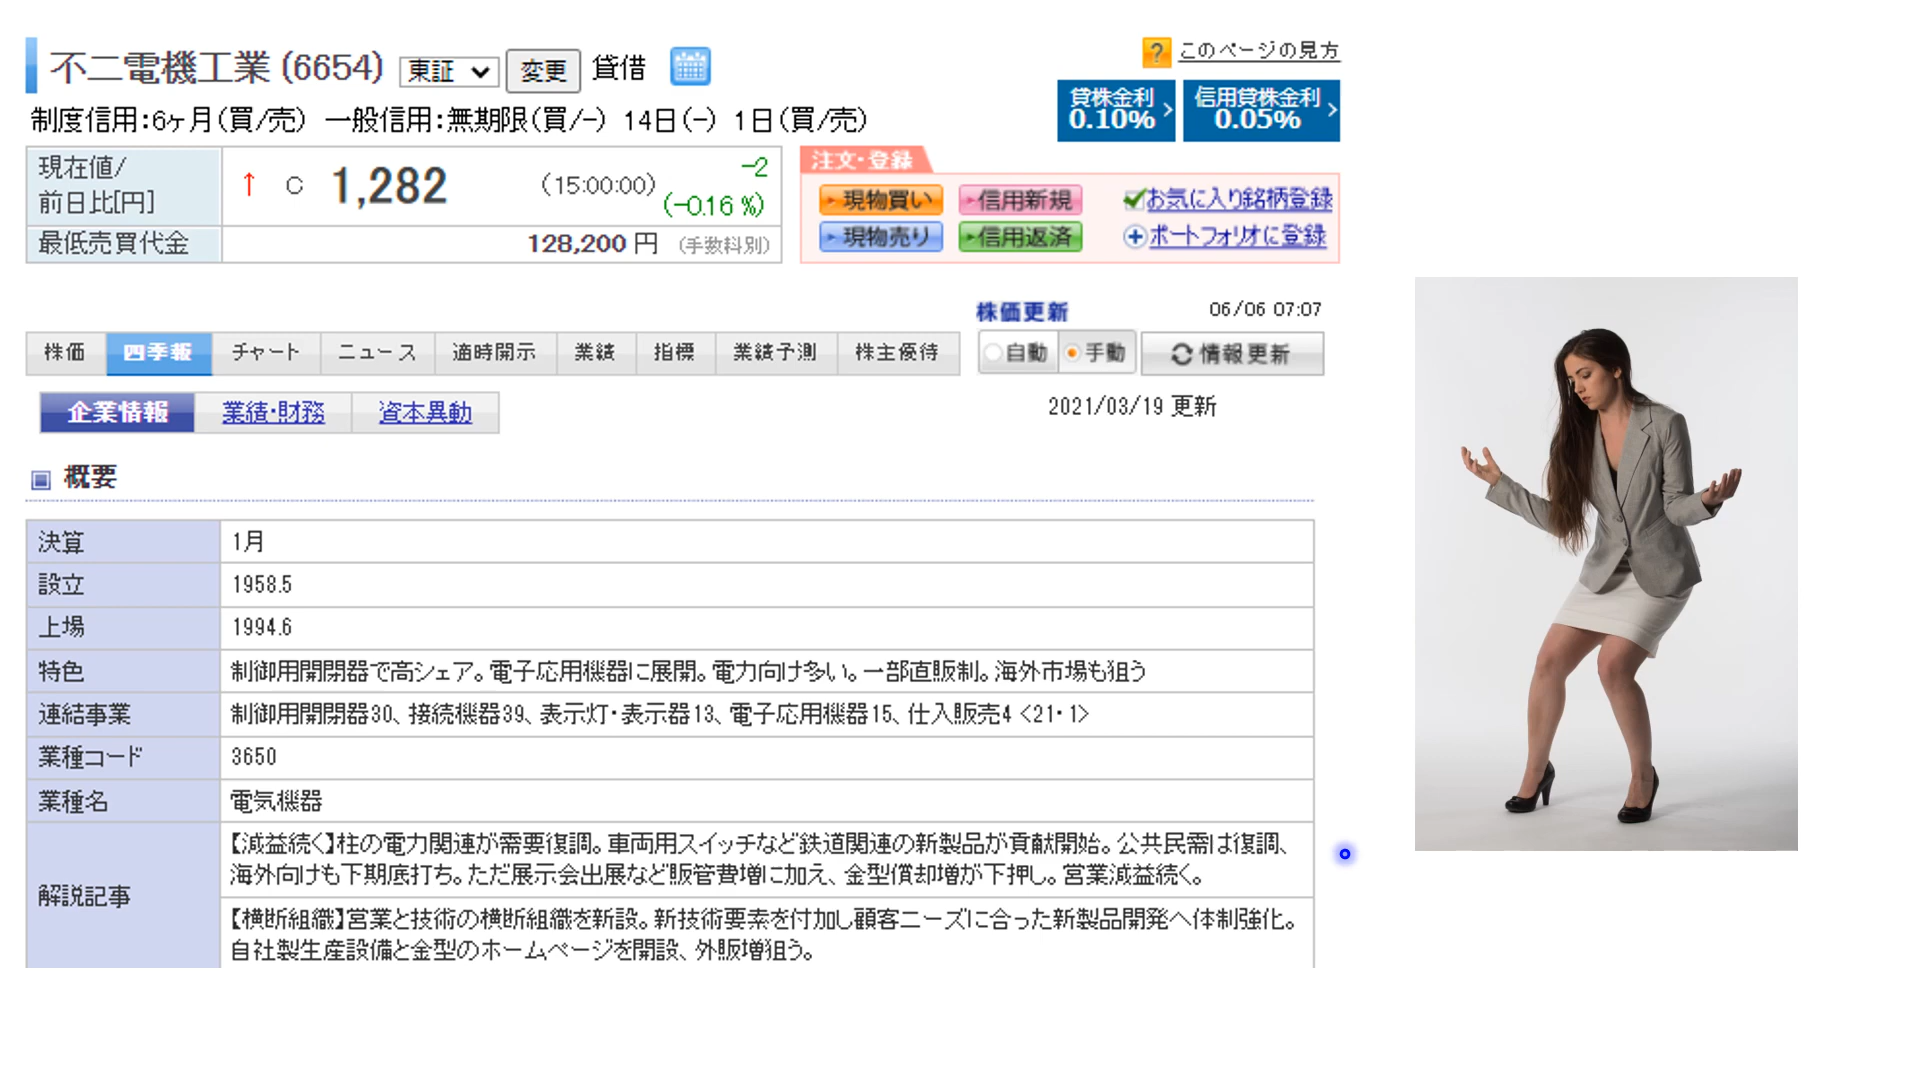 不二電機工業 (6654) 東証 変更 貸借
このページの見方
制度信用:6ヶ月(買/売) 一般信用:無期限(買/-) 14日(-) 1日(買/売)
貸株金利 0.10%
信用貸株金利 0.05%
現在値/前日比[円] ↑ C 1,282 (15:00:00) -2 (-0.16 %)
最低売買代金 128,200 円 (手数料別)
注文・登録
現物買い 信用新規 お気に入り銘柄登録
現物売り 信用返済 ポートフォリオに登録
株価更新 06/06 07:07
株価 四季報 チャート ニュース 適時開示 業績 指標 業績予測 株主優待 自動 手動 情報更新
企業情報 業績・財務 資本異動 2021/03/19 更新
概要
決算 1月
設立 1958.5
上場 1994.6
特色 制御用開閉器で高シェア。電子応用機器に展開。電力向け多い。一部直販制。海外市場も狙う
連結事業 制御用開閉器30、接続機器39、表示灯・表示器13、電子応用機器15、仕入販売4 <21・1>
業種コード 3650
業種名 電気機器
解説記事
【減益続く】柱の電力関連が需要復調。車両用スイッチなど鉄道関連の新製品が貢献開始。公共民需は復調、
海外向けも下期底打ち。ただ展示会出展など販管費増に加え、金型償却増が下押し。営業減益続く。
【横断組織】営業と技術の横断組織を新設。新技術要素を付加し顧客ニーズに合った新製品開発へ体制強化。
自社製生産設備と金型のホームページを開設、外販増狙う。